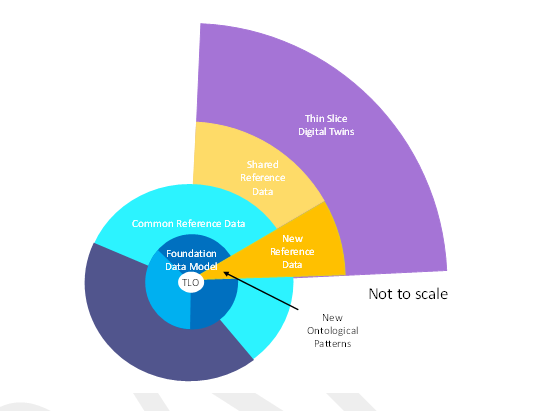 Thin Slice
Digital Twins
Shared
Reference
Data
Common Reference Data
New
Reference
Data
Foundation
Data Model
TLO
Not to scale
New
Ontological
Patterns